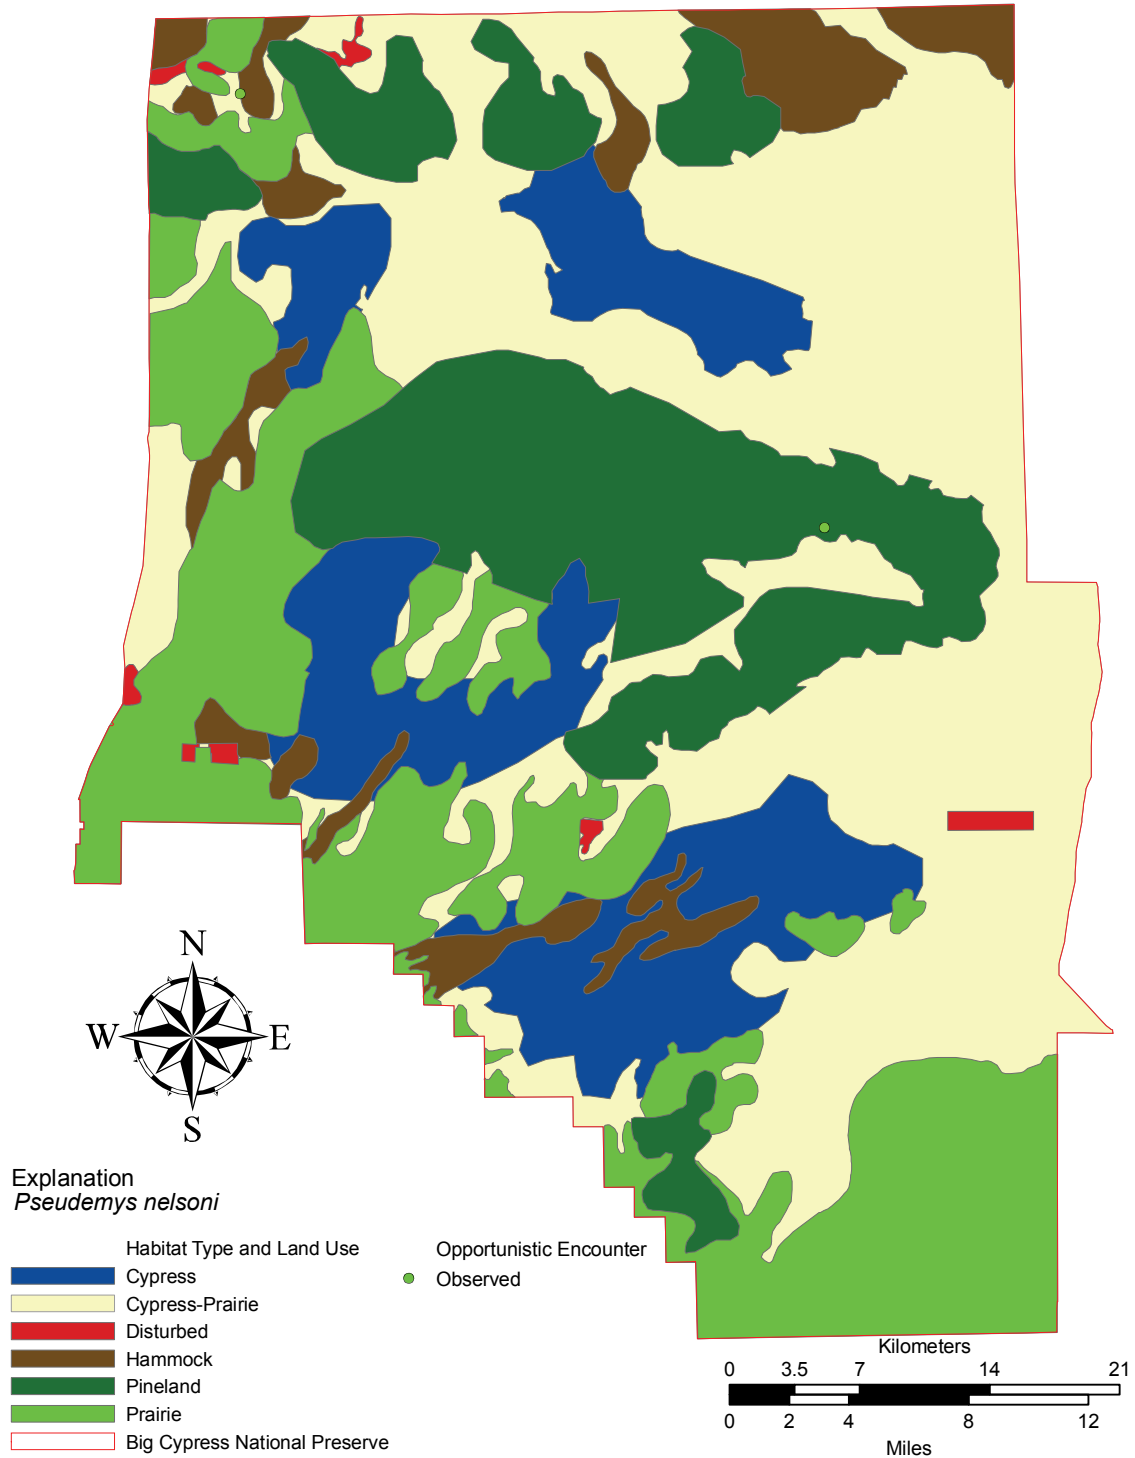 N
W E
S
Explanation
Pseudemys nelsoni
Habitat Type and Land Use
Cypress
Cypress-Prairie
Disturbed
Hammock
Pineland
Prairie
Big Cypress National Preserve
Opportunistic Encounter
Observed
Kilometers
0 3.5 7 14 21
0 2 4 8 12
Miles